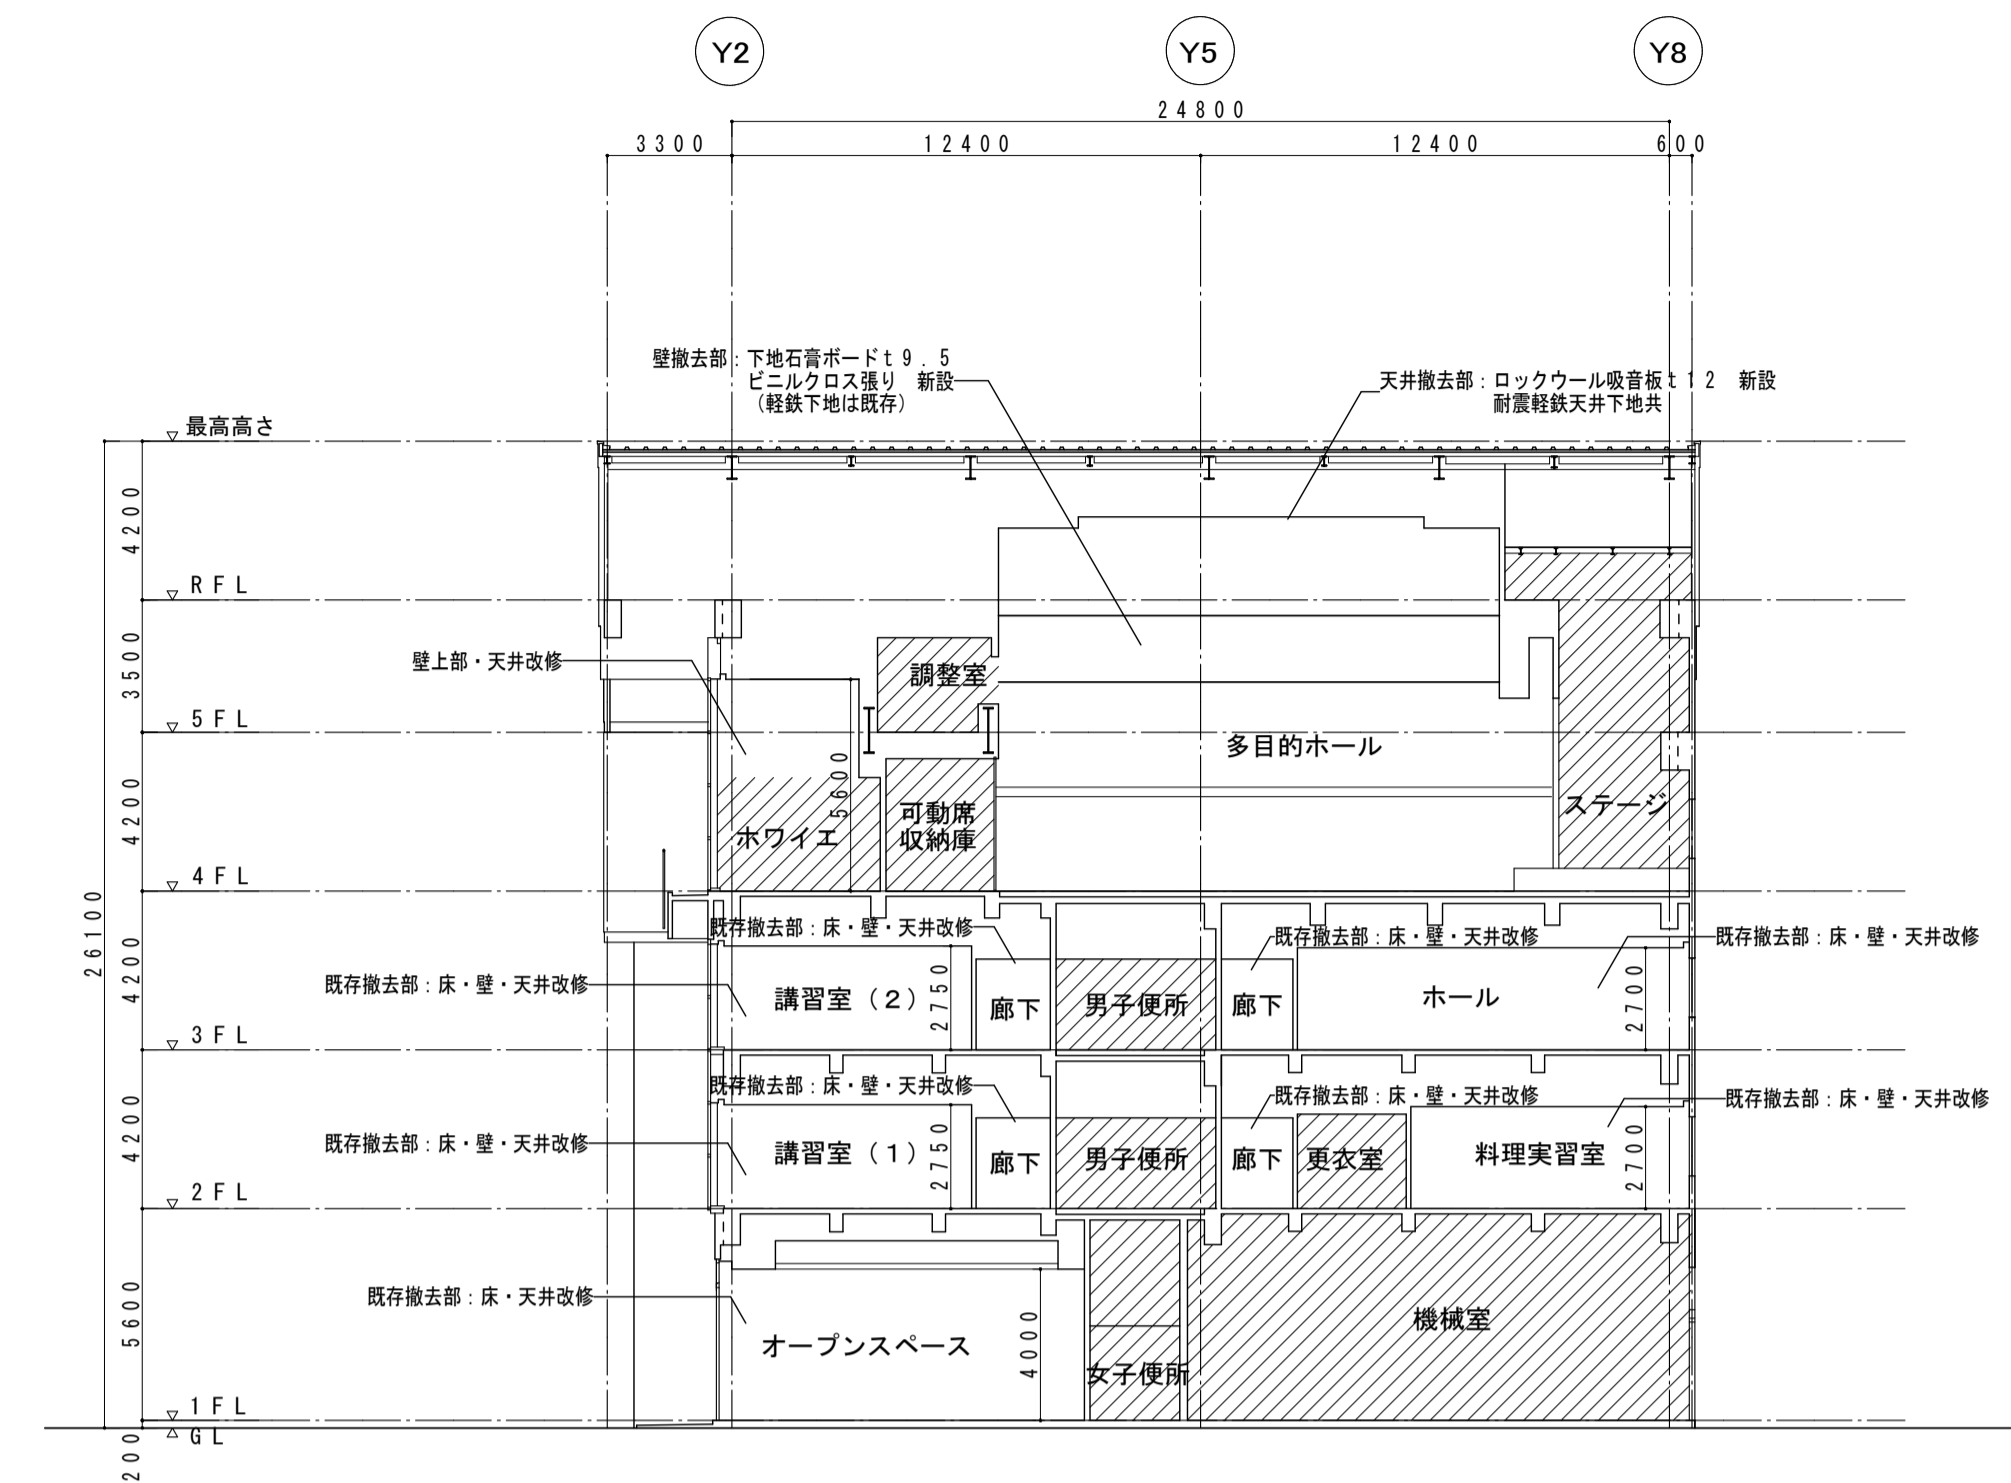 Y2
Y5
Y8
24800
3300
12400
12400
600
壁撤去部：下地石膏ボードｔ９．５
ビニルクロス張り　新設
（軽鉄下地は既存）
天井撤去部：ロックウール吸音板ｔ１２　新設
耐震軽鉄天井下地共
最高高さ
4200
RFL
3500
壁上部・天井改修
調整室
5FL
多目的ホール
4200
5600
可動席
収納庫
ホワイエ
ステージ
4FL
26100
4200
既存撤去部：床・壁・天井改修
既存撤去部：床・壁・天井改修
既存撤去部：床・壁・天井改修
既存撤去部：床・壁・天井改修
講習室（２）
2750
廊下
男子便所
廊下
ホール
2700
3FL
4200
既存撤去部：床・壁・天井改修
既存撤去部：床・壁・天井改修
既存撤去部：床・壁・天井改修
既存撤去部：床・壁・天井改修
講習室（１）
2750
廊下
男子便所
廊下
更衣室
料理実習室
2700
2FL
5600
既存撤去部：床・天井改修
オープンスペース
4000
女子便所
機械室
1FL
GL
200